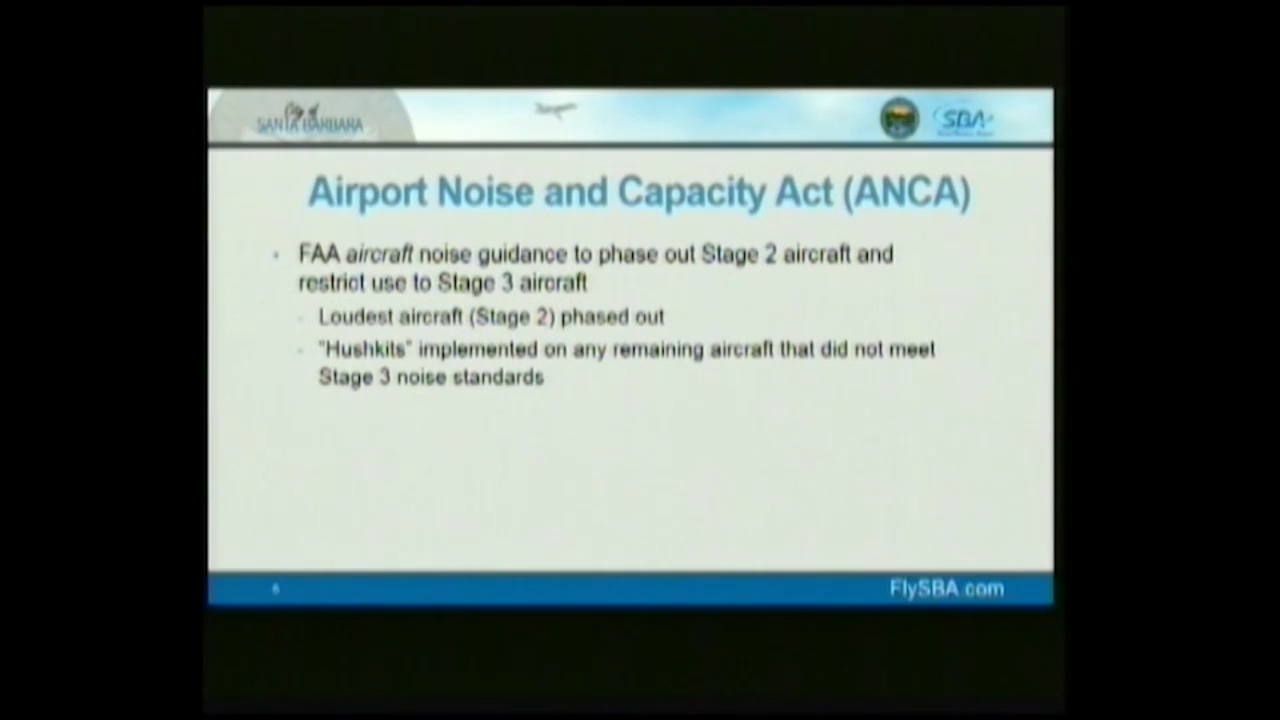 City of
SANTA BARBARA
SBA
Airport Noise and Capacity Act (ANCA)
FAA aircraft noise guidance to phase out Stage 2 aircraft and
restrict use to Stage 3 aircraft
Loudest aircraft (Stage 2) phased out
"Hushkits" implemented on any remaining aircraft that did not meet
Stage 3 noise standards
FlySBA.com